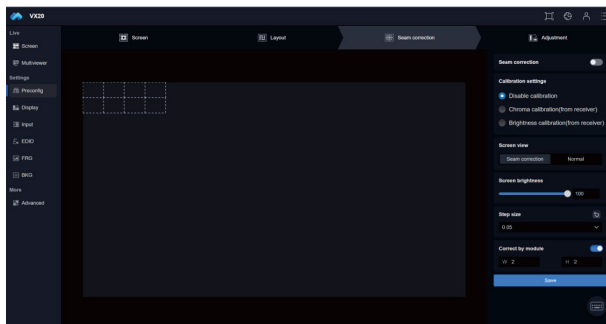 VX20
Live
Screen
Multiviewer
Settings
Preconfig
Display
Input
EDID
FRG
BKG
More
Advanced
Screen
Layout
Seam correction
Adjustment
Seam correction
Calibration settings
Disable calibration
Chroma calibration(from receiver)
Brightness calibration(from receiver)
Screen view
Seam correction Normal
Screen brightness
100
Step size
0.05
Correct by module
W 2 H 2
Save